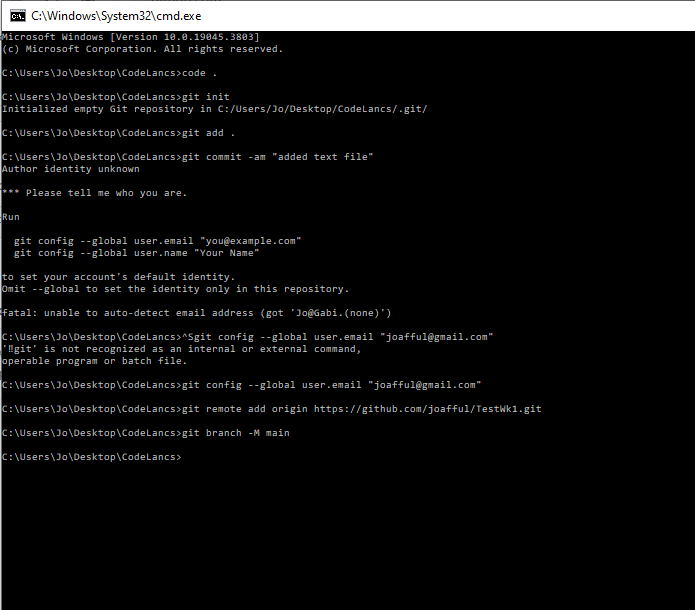 C:\Windows\System32\cmd.exe
Microsoft Windows [Version 10.0.19045.3803]
(c) Microsoft Corporation. All rights reserved.
C:\Users\Jo\Desktop\CodeLancs>code .
C:\Users\Jo\Desktop\CodeLancs>git init
Initialized empty Git repository in C:/Users/Jo/Desktop/CodeLancs/.git/
C:\Users\Jo\Desktop\CodeLancs>git add .
C:\Users\Jo\Desktop\CodeLancs>git commit -am "added text file"
Author identity unknown
*** Please tell me who you are.
Run
git config --global user.email "you@example.com"
git config --global user.name "Your Name"
to set your account's default identity.
Omit --global to set the identity only in this repository.
fatal: unable to auto-detect email address (got 'Jo@Gabi.(none)')
C:\Users\Jo\Desktop\CodeLancs>^Sgit config --global user.email "joafful@gmail.com"
'‼git' is not recognized as an internal or external command,
operable program or batch file.
C:\Users\Jo\Desktop\CodeLancs>git config --global user.email "joafful@gmail.com"
C:\Users\Jo\Desktop\CodeLancs>git remote add origin https://github.com/joafful/TestWk1.git
C:\Users\Jo\Desktop\CodeLancs>git branch -M main
C:\Users\Jo\Desktop\CodeLancs>